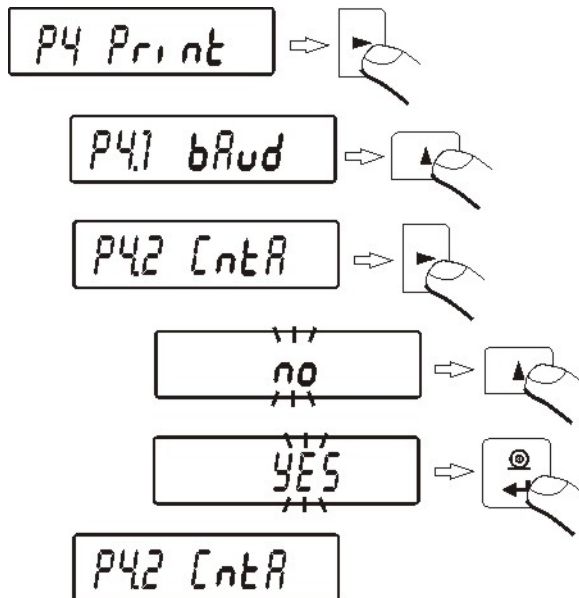 P4 Print
P4.1 bAud
P4.2 CntA
no
YES
P4.2 CntA